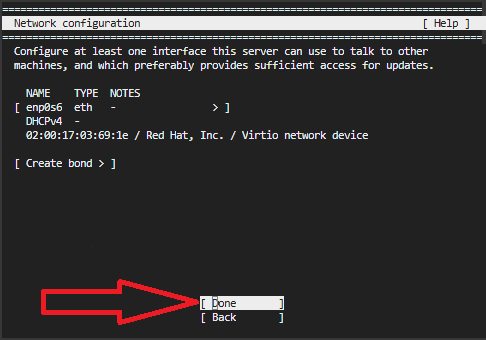 Network configuration [ Help ]
Configure at least one interface this server can use to talk to other
machines, and which preferably provides sufficient access for updates.
NAME TYPE NOTES
[ enp0s6 eth - > ]
DHCPv4 -
02:00:17:03:69:1e / Red Hat, Inc. / Virtio network device
[ Create bond > ]
[ Done ]
[ Back ]